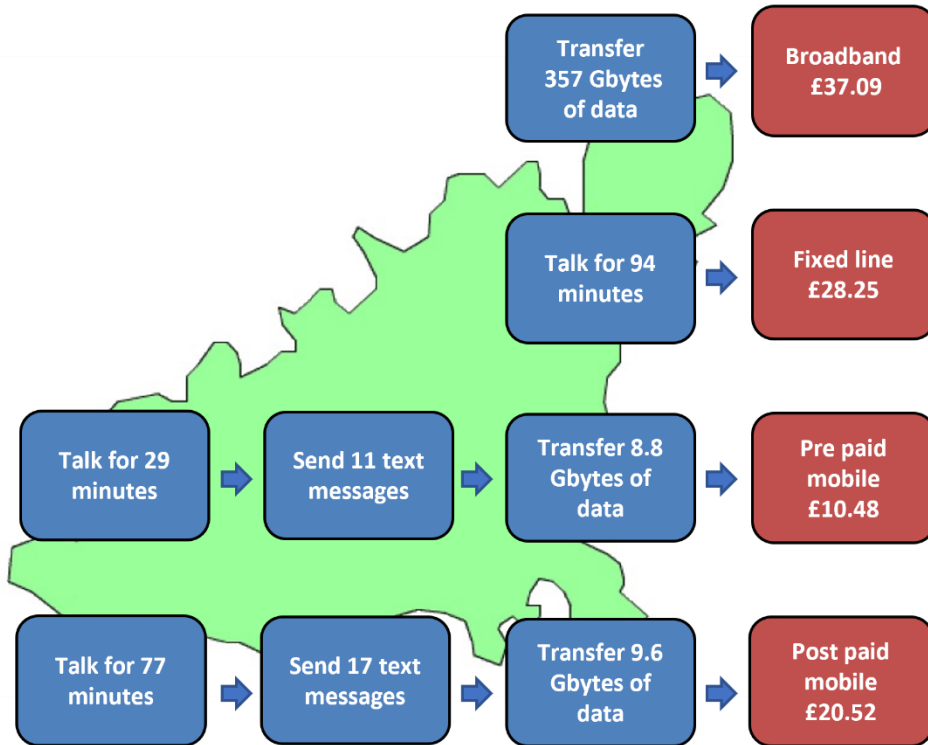 Transfer
357 Gbytes
of data
Broadband
£37.09
Talk for 94
minutes
Fixed line
£28.25
Talk for 29
minutes
Send 11 text
messages
Transfer 8.8
Gbytes of
data
Pre paid
mobile
£10.48
Talk for 77
minutes
Send 17 text
messages
Transfer 9.6
Gbytes of
data
Post paid
mobile
£20.52